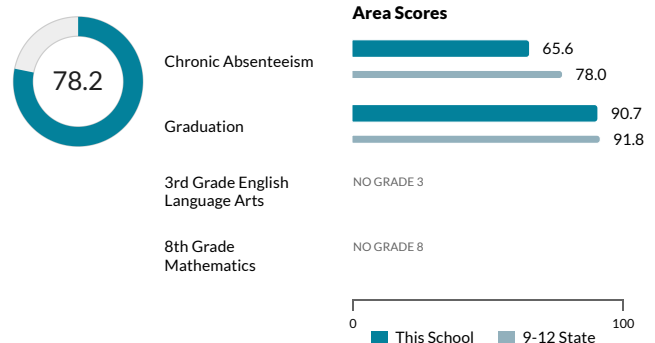 Area Scores
78.2
Chronic Absenteeism
65.6
78.0
Graduation
90.7
91.8
3rd Grade English
Language Arts
NO GRADE 3
8th Grade
Mathematics
NO GRADE 8
0
100
This School
9-12 State